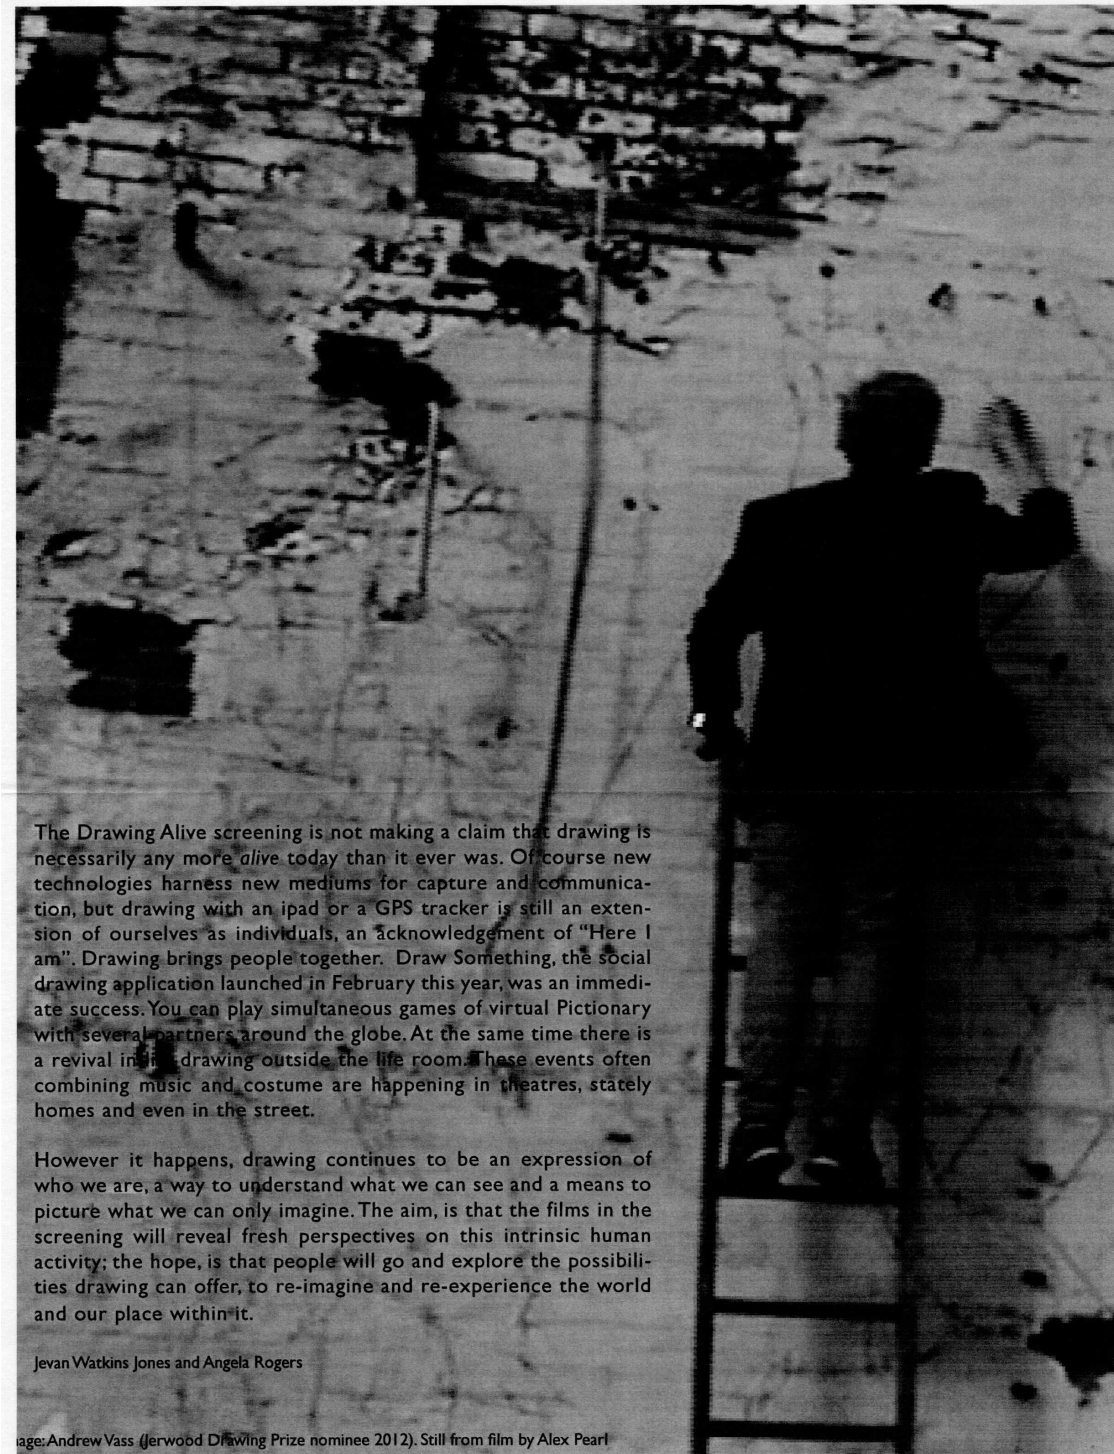 The Drawing Alive screening is not making a claim that drawing is
necessarily any more alive today than it ever was. Of course new
technologies harness new mediums for capture and communica-
tion, but drawing with an ipad or a GPS tracker is still an exten-
sion of ourselves as individuals, an acknowledgement of "Here I
am". Drawing brings people together.  Draw Something, the social
drawing application launched in February this year, was an immedi-
ate success. You can play simultaneous games of virtual Pictionary
with several partners around the globe. At the same time there is
a revival in drawing outside the life room. These events often
combining music and costume are happening in theatres, stately
homes and even in the street.

However it happens, drawing continues to be an expression of
who we are, a way to understand what we can see and a means to
picture what we can only imagine. The aim, is that the films in the
screening will reveal fresh perspectives on this intrinsic human
activity; the hope, is that people will go and explore the possibili-
ties drawing can offer, to re-imagine and re-experience the world
and our place within it.

Jevan Watkins Jones and Angela Rogers

age: Andrew Vass (Jerwood Drawing Prize nominee 2012). Still from film by Alex Pearl